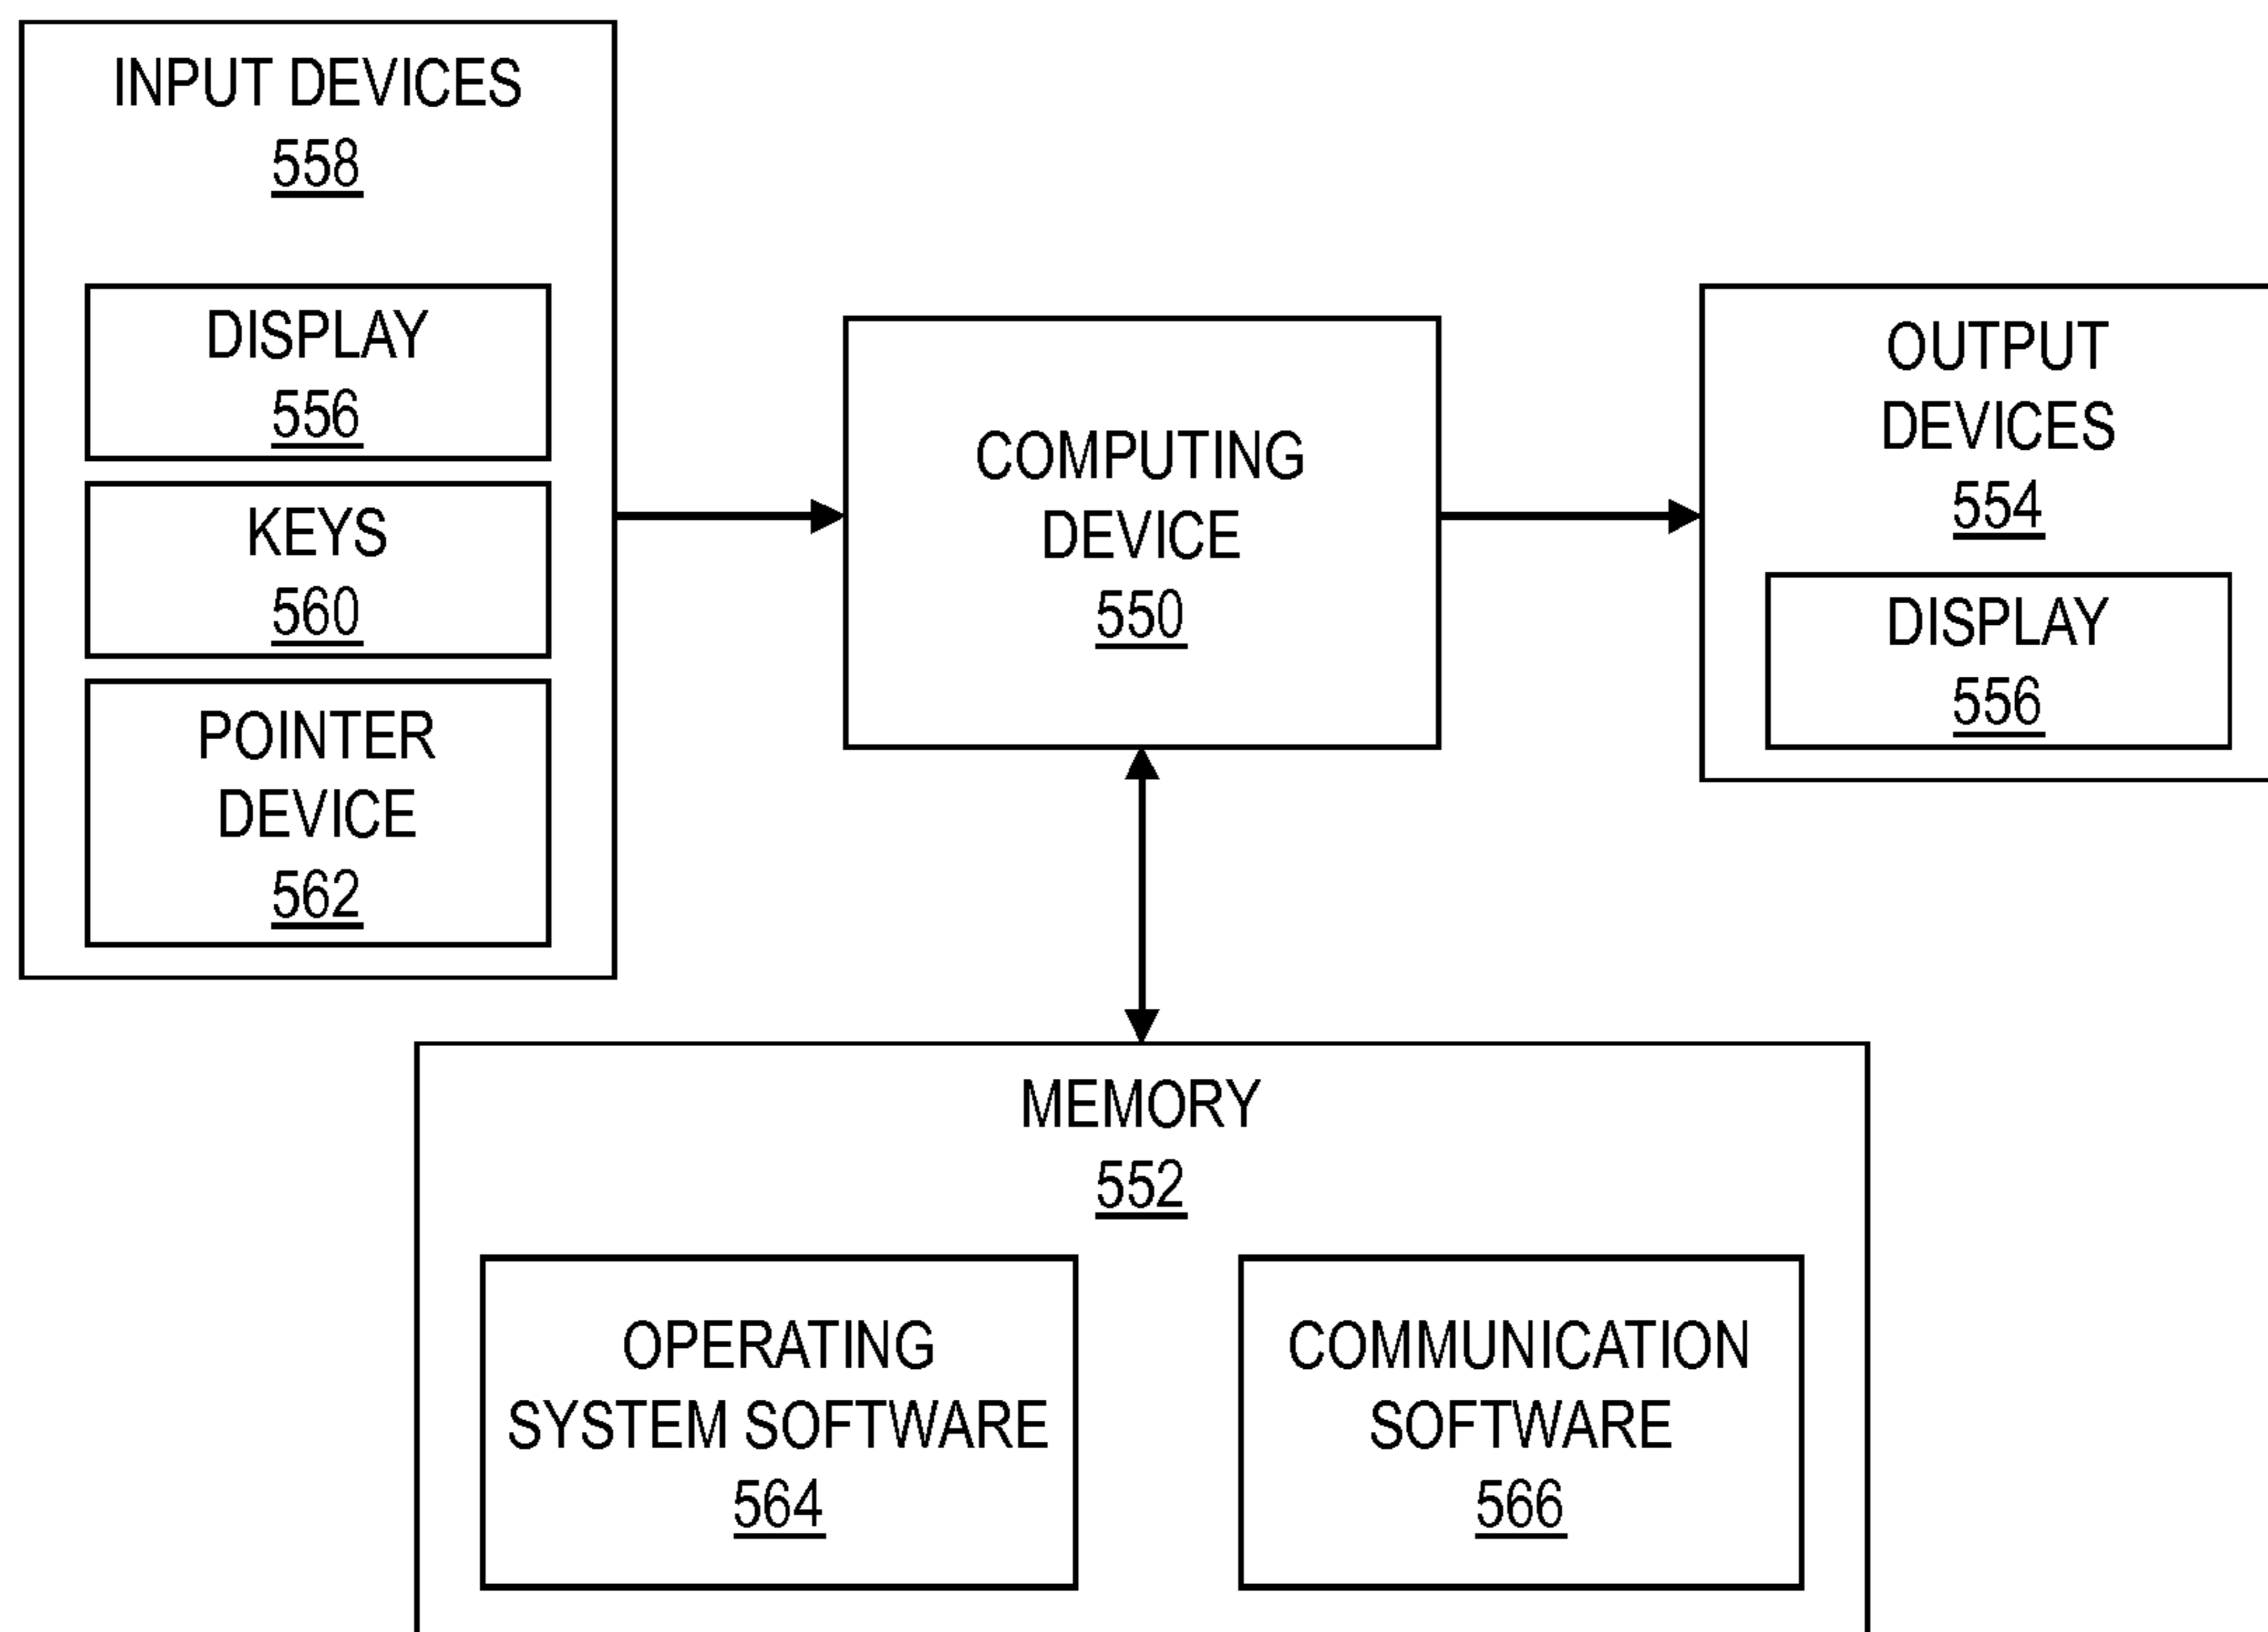 INPUT DEVICES
558
DISPLAY
556
KEYS
560
POINTER
DEVICE
562
COMPUTING
DEVICE
550
OUTPUT
DEVICES
554
DISPLAY
556
MEMORY
552
OPERATING
SYSTEM SOFTWARE
564
COMMUNICATION
SOFTWARE
566